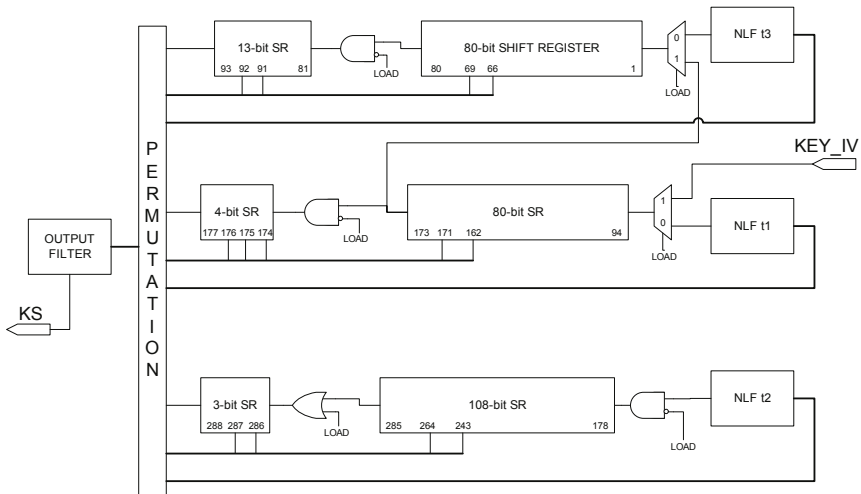 13-bit SR
93 92 91 81
LOAD
80-bit SHIFT REGISTER
80 69 66 1
0
1
LOAD
NLF t3
KEY_IV
PERMUTATION
4-bit SR
177 176 175 174
LOAD
80-bit SR
173 171 162 94
1
0
LOAD
NLF t1
OUTPUT
FILTER
KS
3-bit SR
288 287 286
LOAD
108-bit SR
285 264 243 178
LOAD
NLF t2